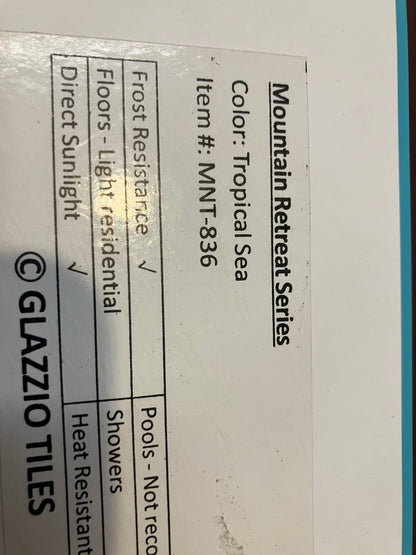 Mountain Retreat Series
Color: Tropical Sea
Item #: MNT-836
Frost Resistance ✓ Pools - Not reco
Floors - Light residential Showers
Direct Sunlight ✓ Heat Resistant
© GLAZZIO TILES